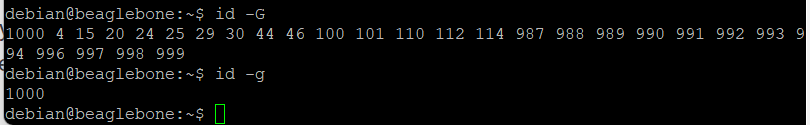 debian@beaglebone:~$ id -G
1000 4 15 20 24 25 29 30 44 46 100 101 110 112 114 987 988 989 990 991 992 993 9
94 996 997 998 999
debian@beaglebone:~$ id -g
1000
debian@beaglebone:~$